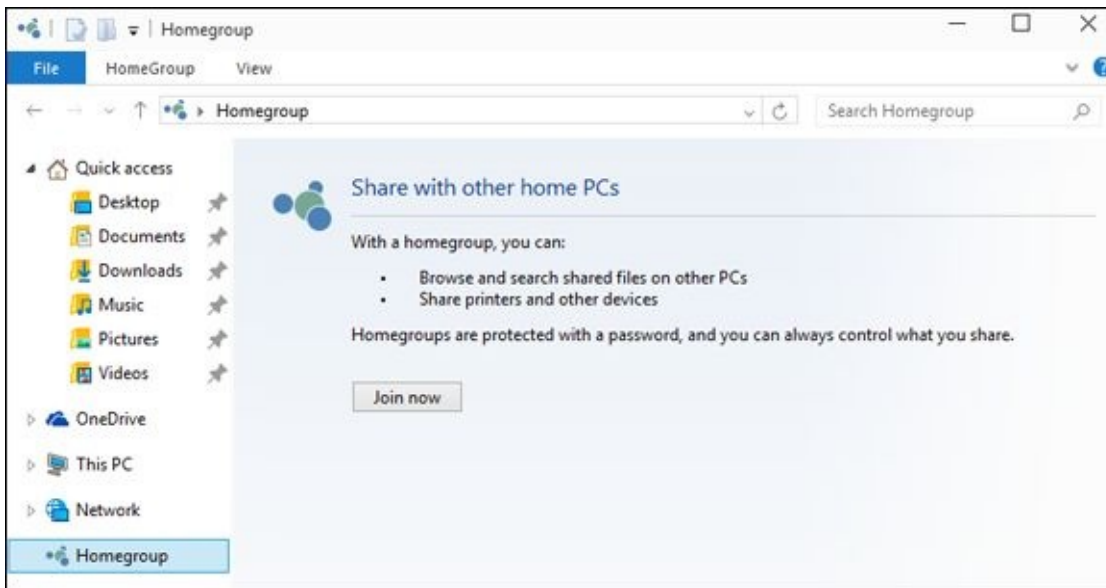 Homegroup
File HomeGroup View
Homegroup Search Homegroup
Quick access
Desktop
Documents
Downloads
Music
Pictures
Videos
OneDrive
This PC
Network
Homegroup
Share with other home PCs
With a homegroup, you can:
• Browse and search shared files on other PCs
• Share printers and other devices
Homegroups are protected with a password, and you can always control what you share.
Join now